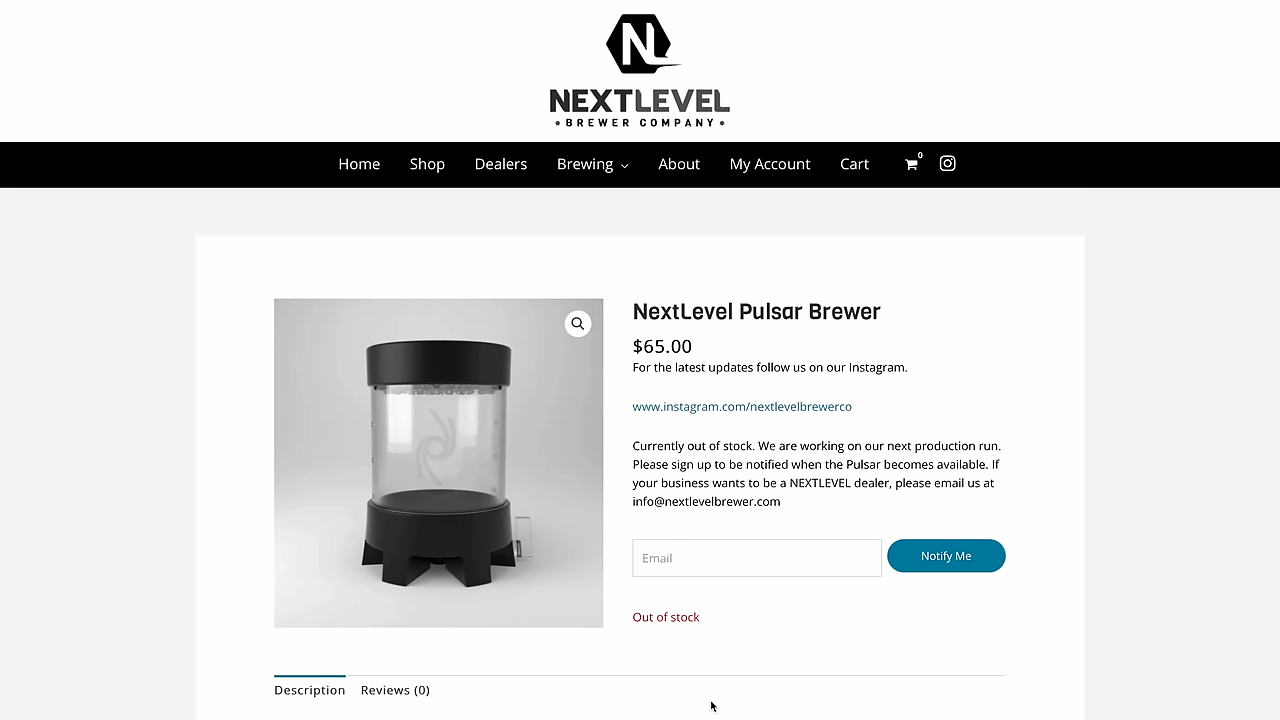 N
NEXTLEVEL
• BREWER COMPANY •
Home Shop Dealers Brewing About My Account Cart 0
NextLevel Pulsar Brewer
$65.00
For the latest updates follow us on our Instagram.
www.instagram.com/nextlevelbrewerco
Currently out of stock. We are working on our next production run.
Please sign up to be notified when the Pulsar becomes available. If
your business wants to be a NEXTLEVEL dealer, please email us at
info@nextlevelbrewer.com
Email Notify Me
Out of stock
Description Reviews (0)